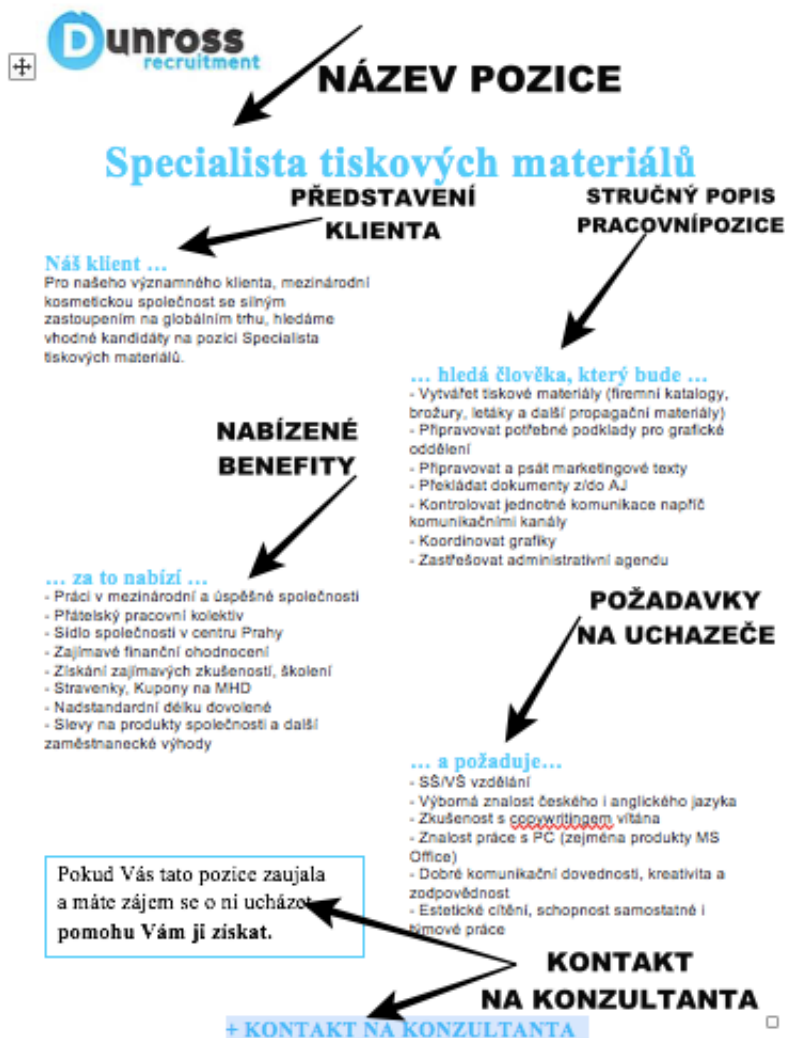 Dunross
recruitment
NÁZEV POZICE
Specialista tiskových materiálů
PŘEDSTAVENÍ
KLIENTA
STRUČNÝ POPIS
PRACOVNÍPOZICE
Náš klient ...
Pro našeho významného klienta, mezinárodní
kosmetickou společnost se silným
zastoupením na globálním trhu, hledáme
vhodné kandidáty na pozici Specialista
tiskových materiálů.
... hledá člověka, který bude ...
- Vytvářet tiskové materiály (firemní katalogy,
brožury, letáky a další propagační materiály)
- Připravovat potřebné podklady pro grafické
oddělení
- Připravovat a psát marketingové texty
- Překládat dokumenty z/do AJ
- Kontrolovat jednotné komunikace napříč
komunikačními kanály
- Koordinovat grafiky
- Zastřešovat administrativní agendu
NABÍZENÉ
BENEFITY
... za to nabízí ...
- Práci v mezinárodní a úspěšné společnosti
- Přátelský pracovní kolektiv
- Sídlo společnosti v centru Prahy
- Zajímavé finanční ohodnocení
- Získání zajímavých zkušeností, školení
- Stravenky, Kupony na MHD
- Nadstandardní délku dovolené
- Slevy na produkty společnosti a další
zaměstnanecké výhody
POŽADAVKY
NA UCHAZEČE
... a požaduje...
- SŠ/VŠ vzdělání
- Výborná znalost českého i anglického jazyka
- Zkušenost s copywritingem vítána
- Znalost práce s PC (zejména produkty MS
Office)
- Dobré komunikační dovednosti, kreativita a
zodpovědnost
- Estetické cítění, schopnost samostatné i
týmové práce
Pokud Vás tato pozice zaujala
a máte zájem se o ni ucházet
pomohu Vám ji získat.
KONTAKT
NA KONZULTANTA
+ KONTAKT NA KONZULTANTA